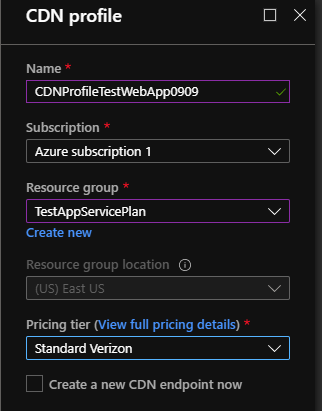 CDN profile
Name *
CDNProfileTestWebApp0909
Subscription *
Azure subscription 1
Resource group *
TestAppServicePlan
Create new
Resource group location
(US) East US
Pricing tier (View full pricing details) *
Standard Verizon
Create a new CDN endpoint now